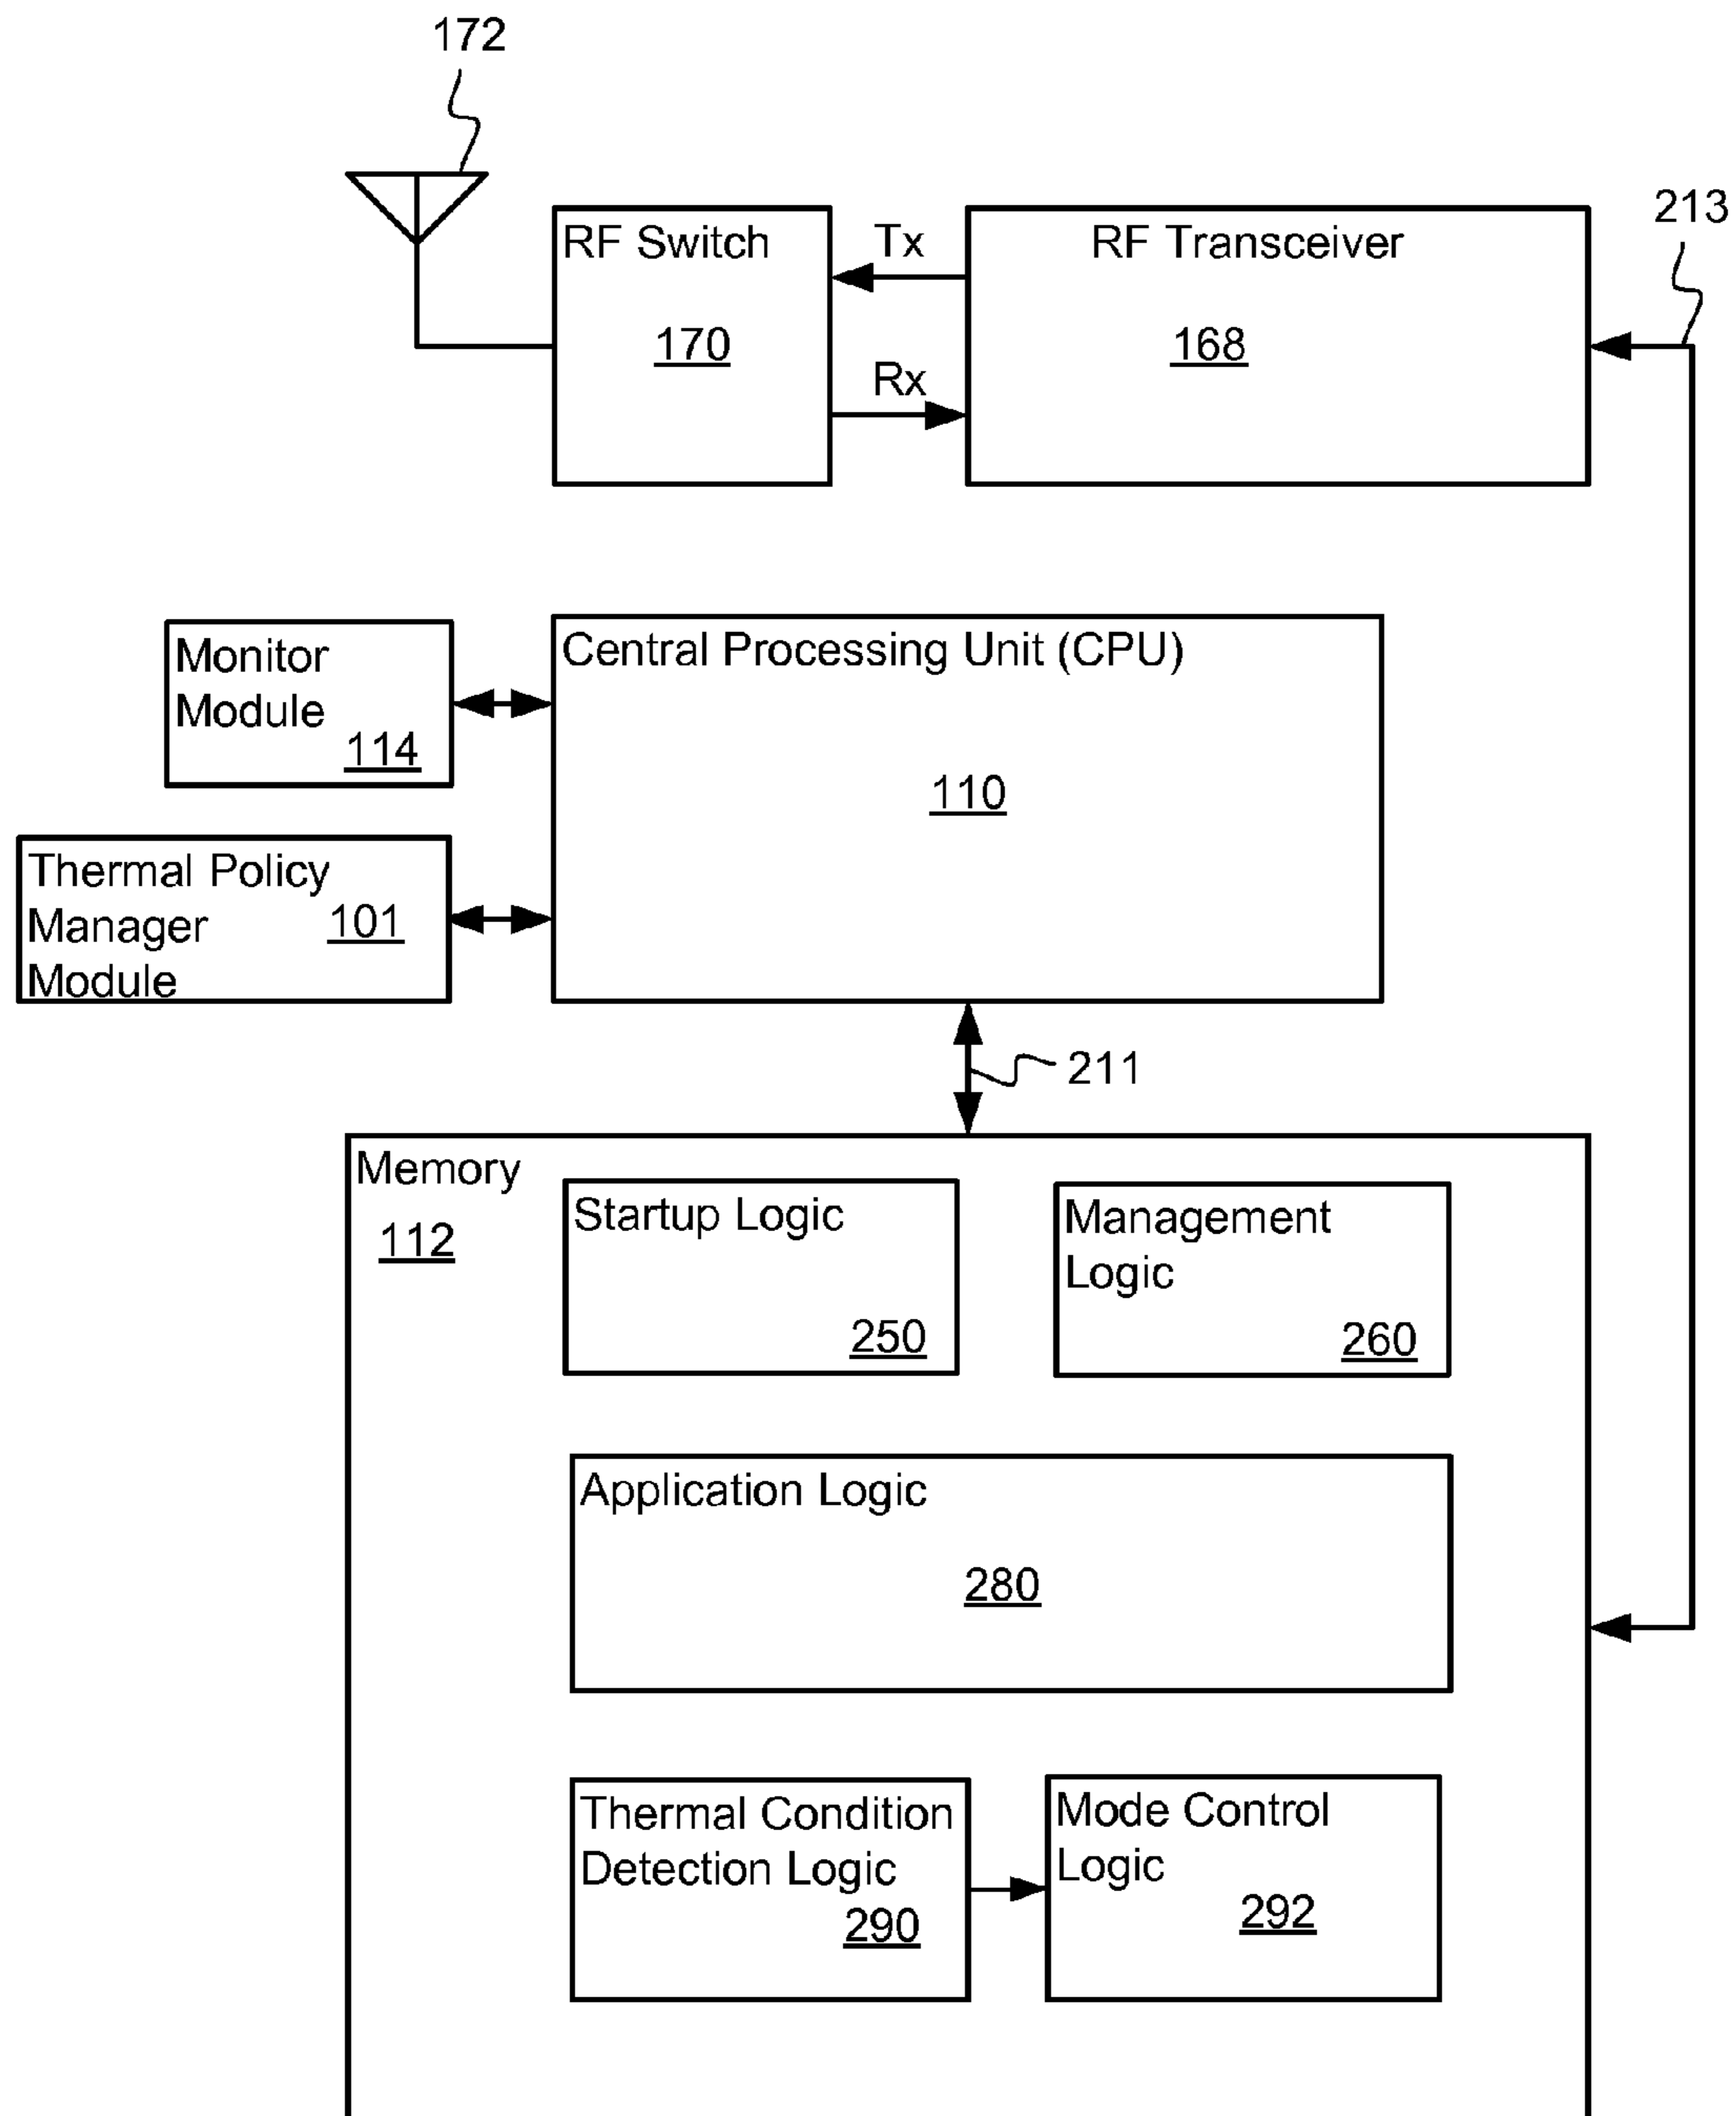 172
213
RF Switch
170
Tx
Rx
RF Transceiver
168
Monitor
Module
114
Central Processing Unit (CPU)
110
Thermal Policy
Manager
Module
101
211
Memory
112
Startup Logic
250
Management
Logic
260
Application Logic
280
Thermal Condition
Detection Logic
290
Mode Control
Logic
292